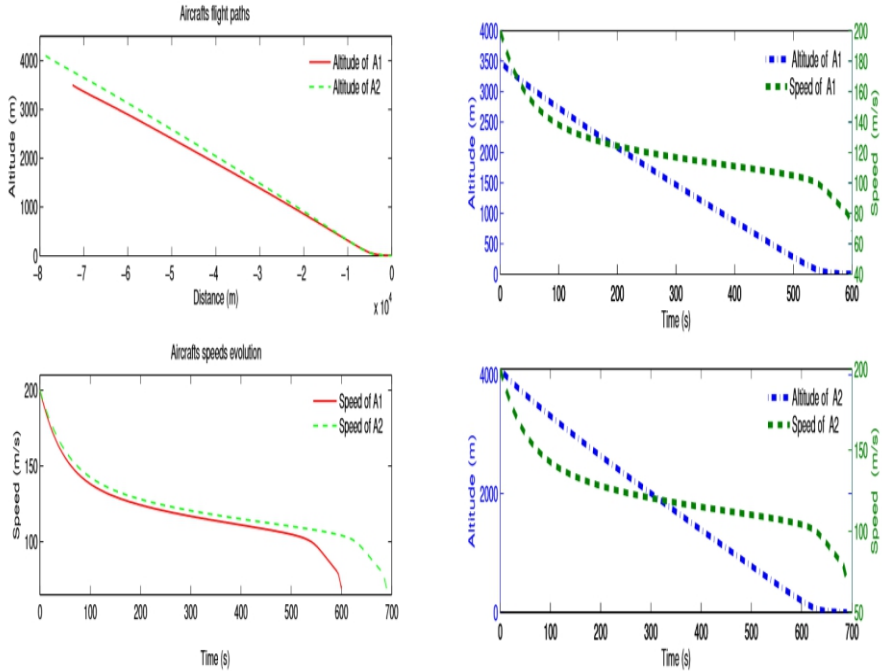 Aircrafts flight paths
Altitude (m)
4000
3000
2000
1000
0
Altitude of A1
Altitude of A2
−8 −7 −6 −5 −4 −3 −2 −1 0
Distance (m)
x 10⁴
Altitude (m)
4000
3500
3000
2500
2000
1500
1000
500
0
Altitude of A1
Speed of A1
200
180
160
140
120
100
80
60
40
Speed (m/s)
0 100 200 300 400 500 600
Time (s)
Aircrafts speeds evolution
Speed (m/s)
200
150
100
Speed of A1
Speed of A2
0 100 200 300 400 500 600 700
Time (s)
Altitude (m)
4000
2000
0
Altitude of A2
Speed of A2
200
150
100
50
Speed (m/s)
0 100 200 300 400 500 600 700
Time (s)